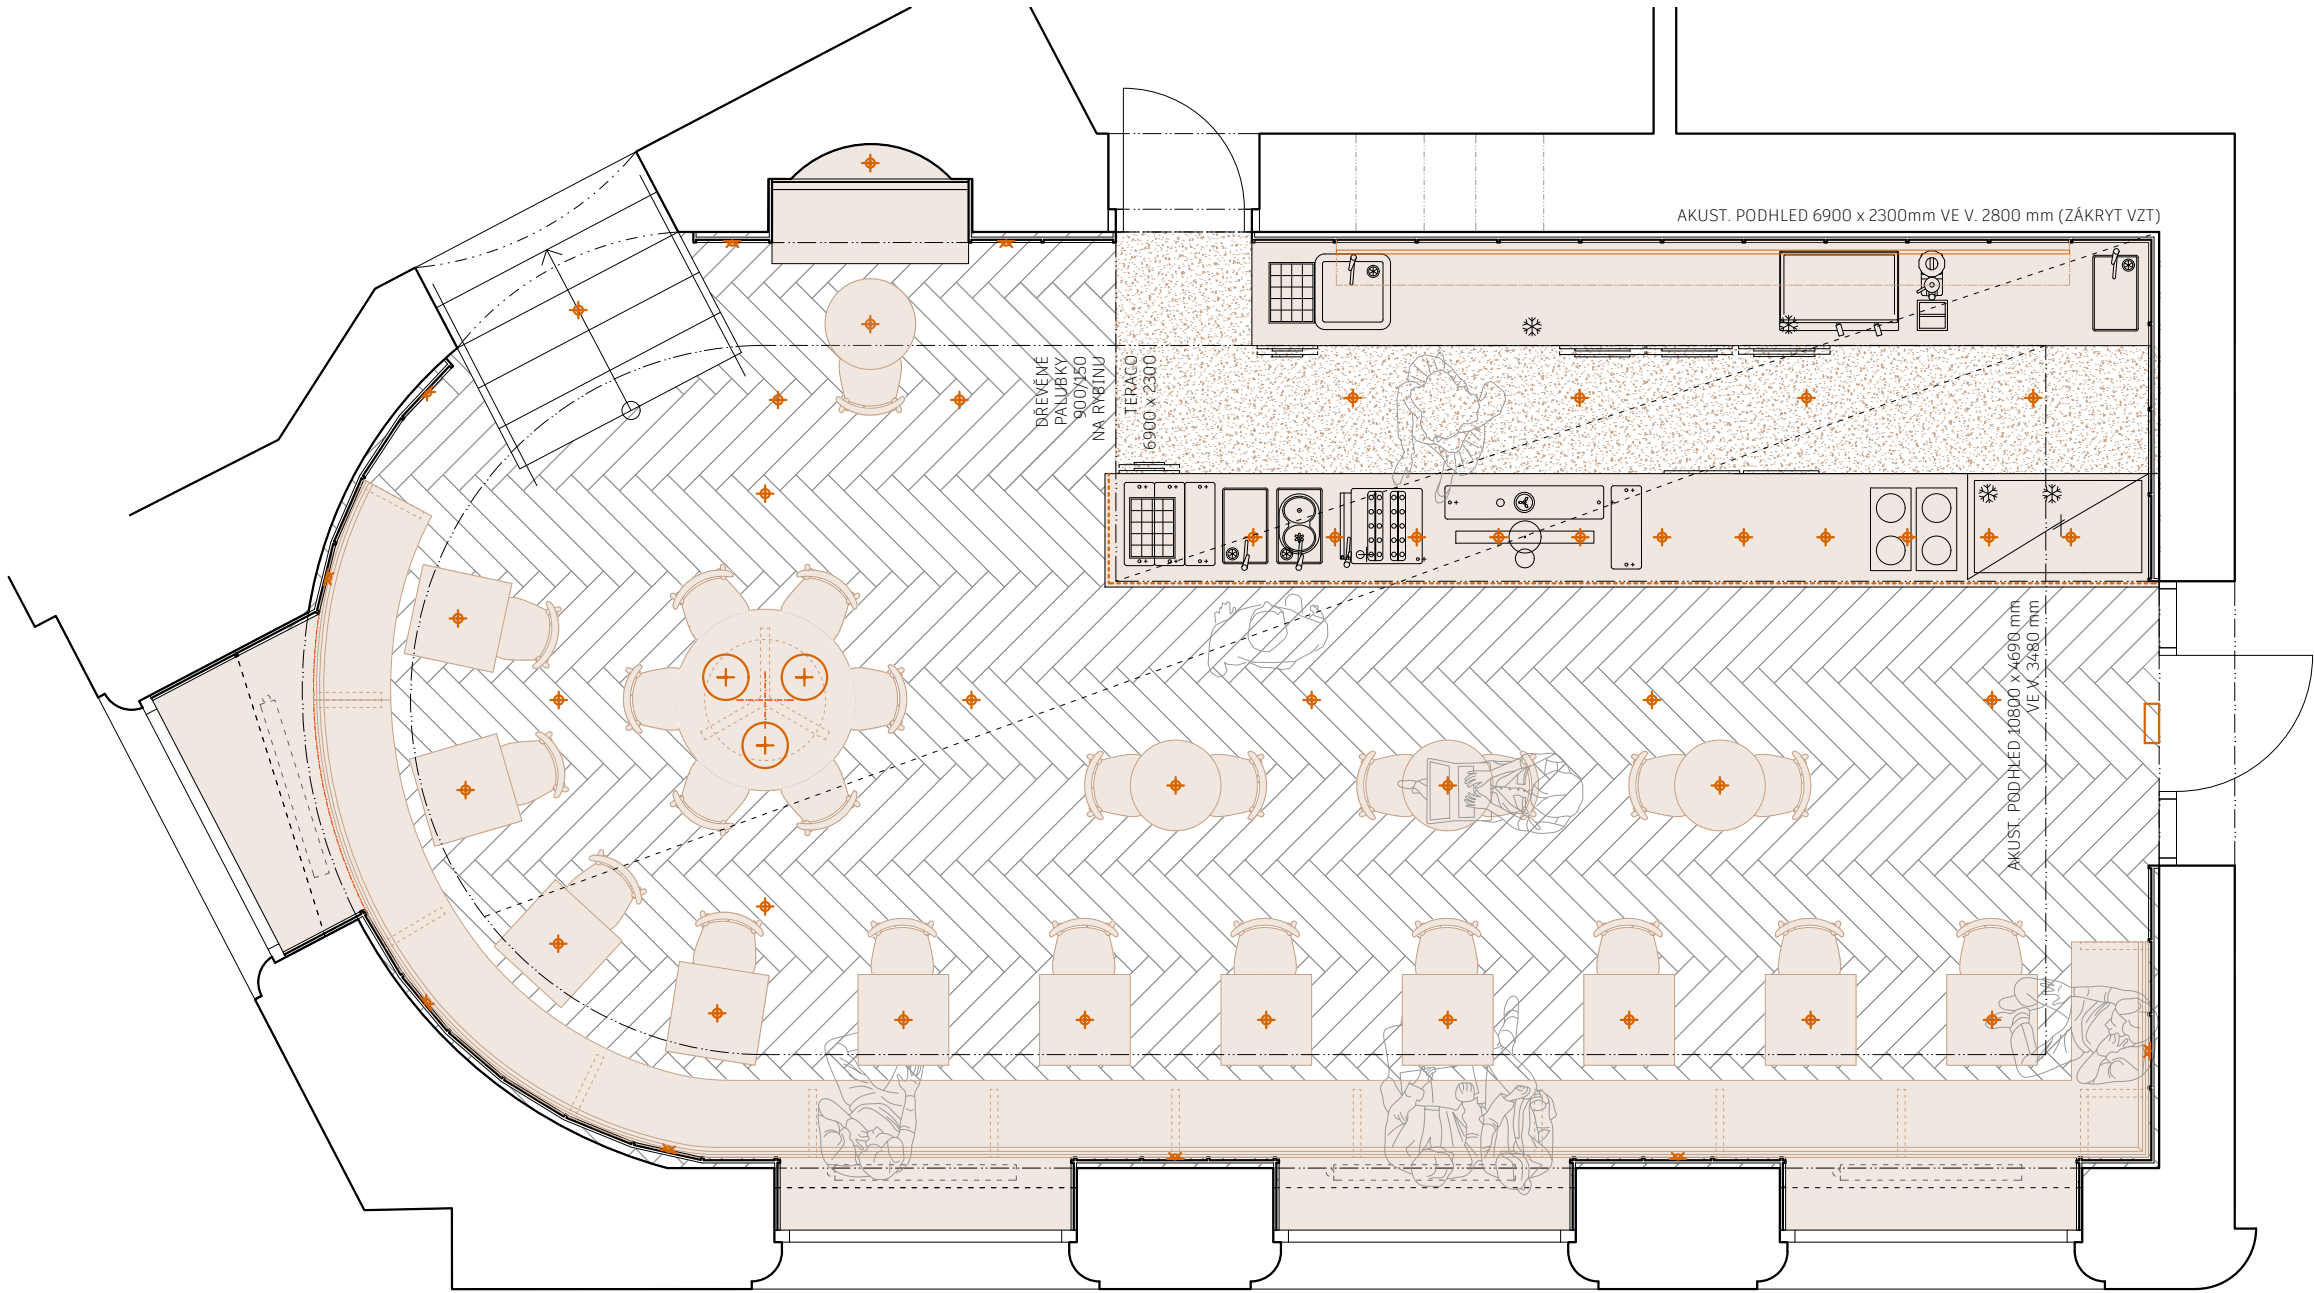 AKUST. PODHLED 6900 x 2300mm VE V. 2800 mm (ZÁKRYT VZT)
DŘEVĚNÉ
PALUBKY
900/150
NA RYBINU
TERACO
6900 x 2300
AKUST. PODHLED 10800 x 4690 mm
VE V. 3480 mm